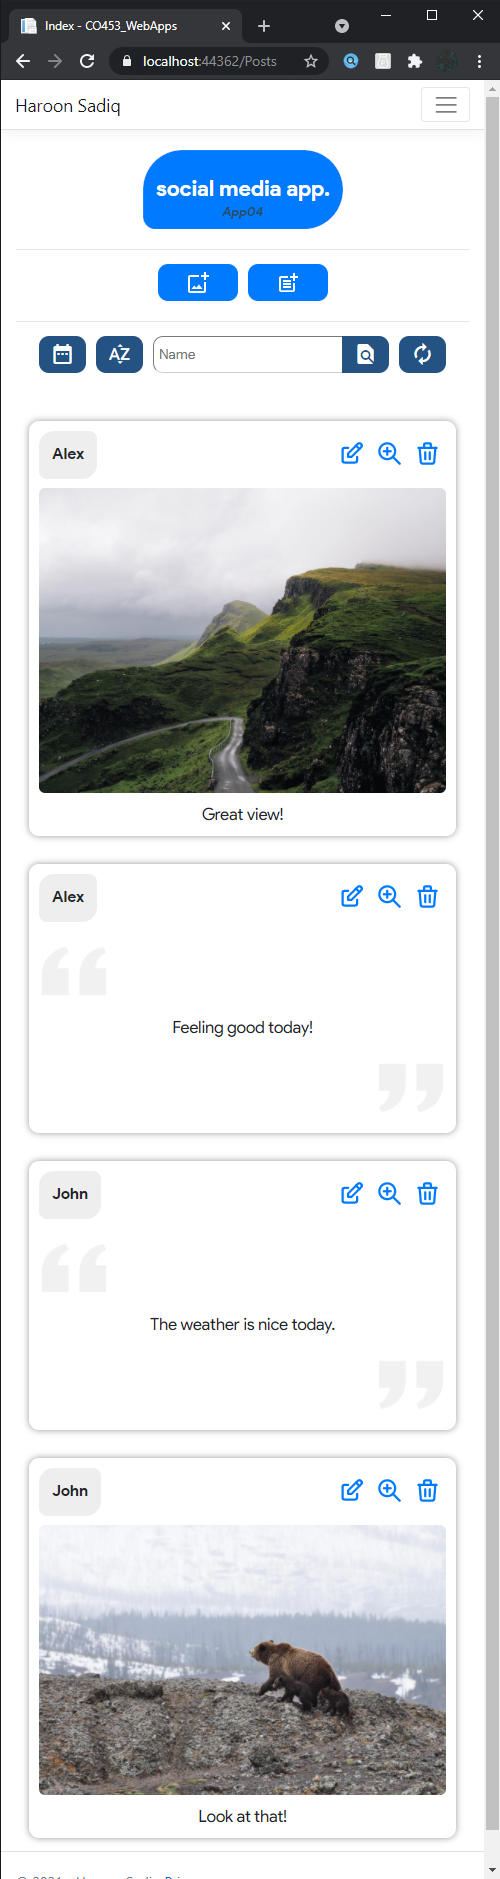 Index - CO453_WebApps
localhost:44362/Posts
Haroon Sadiq
social media app.
App04
AZ
Name
Alex
Great view!
Alex
“
Feeling good today!
”
John
“
The weather is nice today.
”
John
Look at that!